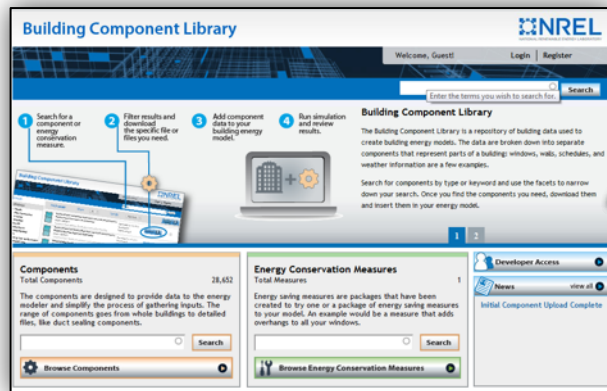 Building Component Library
NREL
NATIONAL RENEWABLE ENERGY LABORATORY
Welcome, Guest!
Login | Register
Search
Enter the terms you wish to search for.
1 Search for a
component or
energy
conservation
measure.
2 Filter results and
download
the specific file or
files you need.
3 Add component
data to your
building energy
model.
4 Run simulation
and review
results.
Building Component Library
The Building Component Library is a repository of building data used to
create building energy models. The data are broken down into separate
components that represent parts of a building: windows, walls, schedules, and
weather information are a few examples.
Search for components by type or keyword and use the facets to narrow
down your search. Once you find the components you need, download them
and insert them in your energy model.
Building Component Library
1 2
Components
Total Components 28,652
The components are designed to provide data to the energy
modeler and simplify the process of gathering inputs. The
range of components goes from whole buildings to detailed
files, like duct sealing components.
Search
Browse Components
Energy Conservation Measures
Total Measures 1
Energy saving measures are packages that have been
created to try one or a package of energy saving measures
to your model. An example would be a measure that adds
overhangs to all your windows.
Search
Browse Energy Conservation Measures
Developer Access
News view all
Initial Component Upload Complete